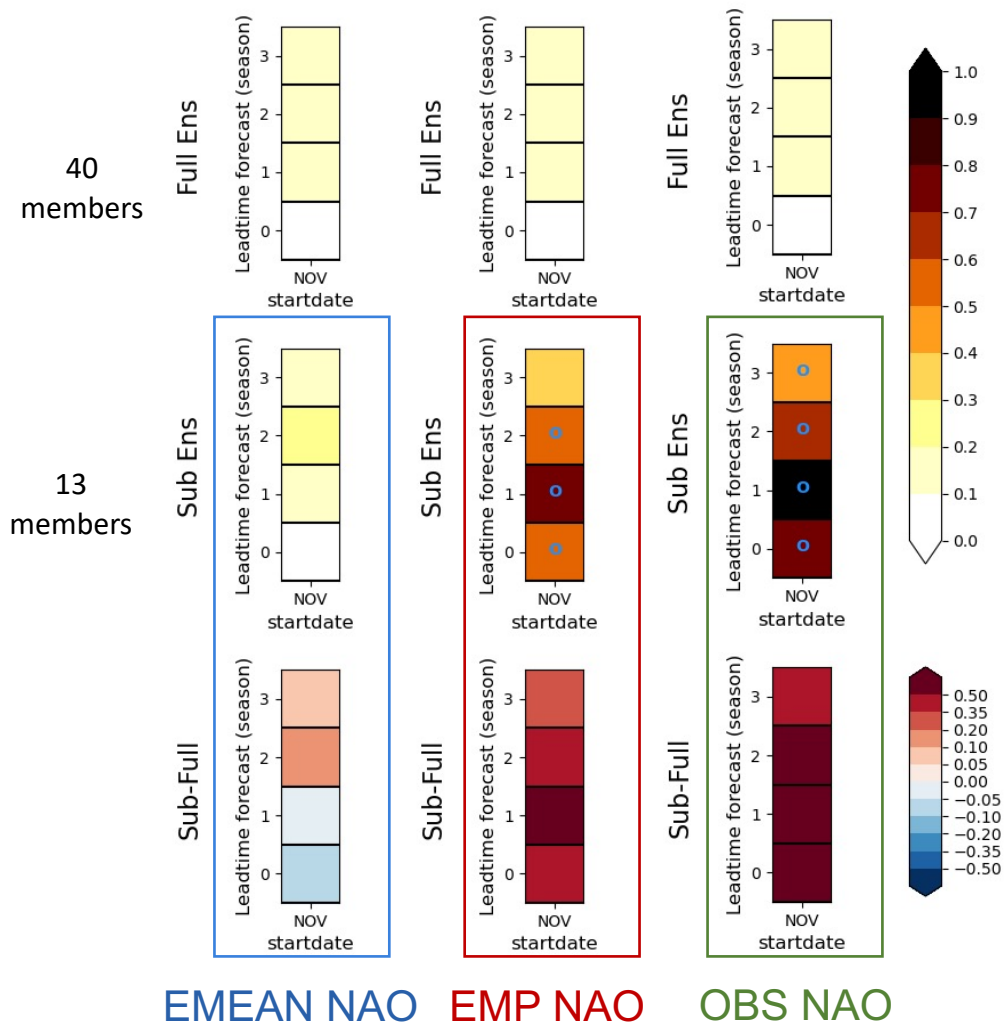 40
members
Full Ens
Leadtime forecast (season)
3
2
1
0
NOV
startdate
Full Ens
Leadtime forecast (season)
3
2
1
0
NOV
startdate
Full Ens
Leadtime forecast (season)
3
2
1
0
NOV
startdate
1.0
0.9
0.8
0.7
0.6
0.5
0.4
0.3
0.2
0.1
0.0
13
members
Sub Ens
Leadtime forecast (season)
3
2
1
0
NOV
startdate
Sub Ens
Leadtime forecast (season)
3
2
1
0
o
o
o
NOV
startdate
Sub Ens
Leadtime forecast (season)
3
2
1
0
o
o
o
o
NOV
startdate
Sub-Full
Leadtime forecast (season)
3
2
1
0
NOV
startdate
Sub-Full
Leadtime forecast (season)
3
2
1
0
NOV
startdate
Sub-Full
Leadtime forecast (season)
3
2
1
0
NOV
startdate
0.50
0.35
0.20
0.10
0.05
0.00
−0.05
−0.10
−0.20
−0.35
−0.50
EMEAN NAO
EMP NAO
OBS NAO